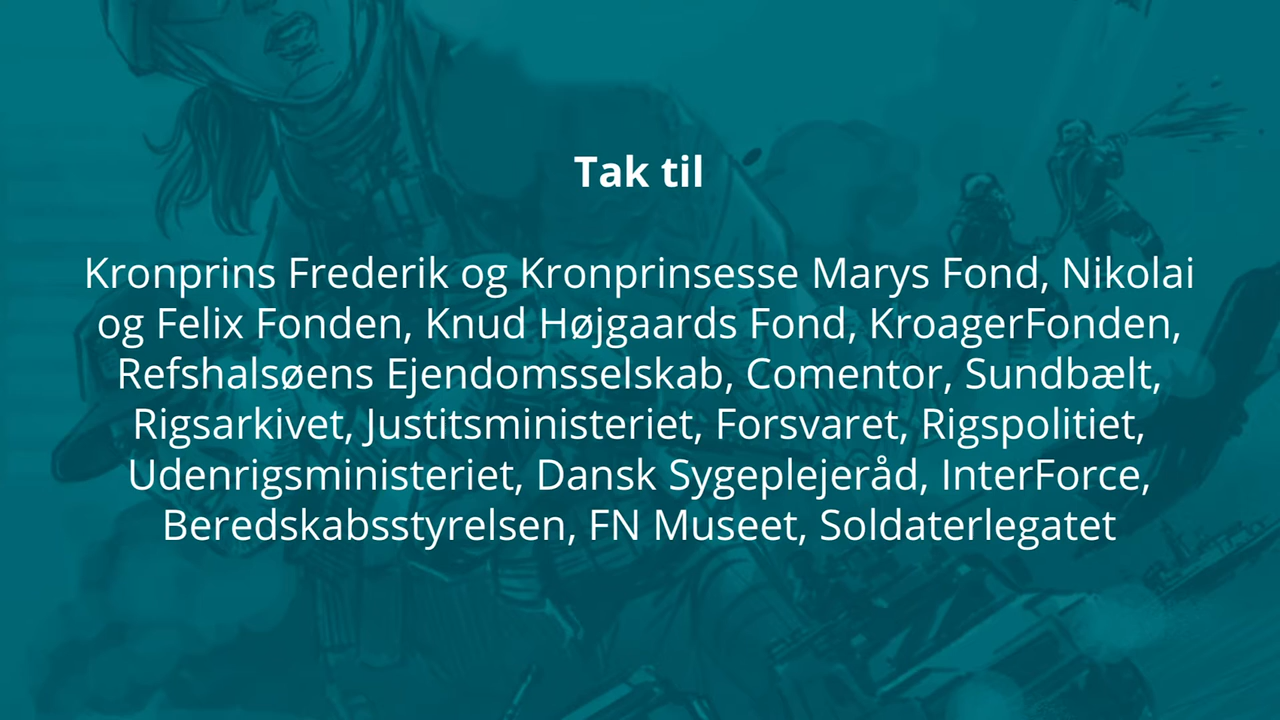 Tak til
Kronprins Frederik og Kronprinsesse Marys Fond, Nikolai
og Felix Fonden, Knud Højgaards Fond, KroagerFonden,
Refshalsøens Ejendomsselskab, Comentor, Sundbælt,
Rigsarkivet, Justitsministeriet, Forsvaret, Rigspolitiet,
Udenrigsministeriet, Dansk Sygeplejeråd, InterForce,
Beredskabsstyrelsen, FN Museet, Soldaterlegatet